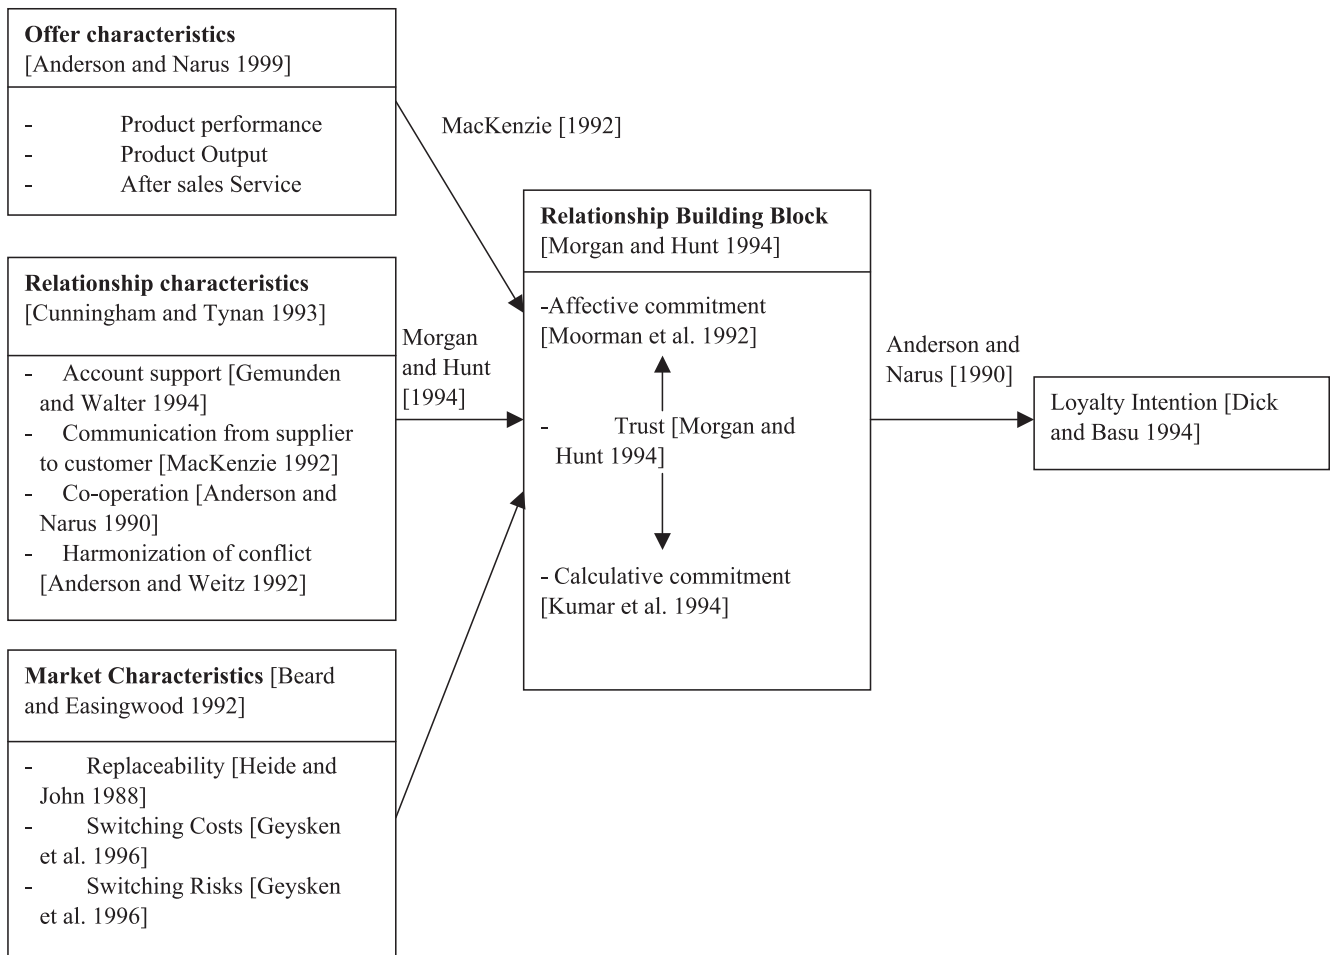 Offer characteristics
[Anderson and Narus 1999]
- Product performance
- Product Output
- After sales Service
MacKenzie [1992]
Relationship characteristics
[Cunningham and Tynan 1993]
- Account support [Gemunden
and Walter 1994]
- Communication from supplier
to customer [MacKenzie 1992]
- Co-operation [Anderson and
Narus 1990]
- Harmonization of conflict
[Anderson and Weitz 1992]
Morgan
and Hunt
[1994]
Market Characteristics [Beard
and Easingwood 1992]
- Replaceability [Heide and
John 1988]
- Switching Costs [Geysken
et al. 1996]
- Switching Risks [Geysken
et al. 1996]
Relationship Building Block
[Morgan and Hunt 1994]
-Affective commitment
[Moorman et al. 1992]
- Trust [Morgan and
Hunt 1994]
- Calculative commitment
[Kumar et al. 1994]
Anderson and
Narus [1990]
Loyalty Intention [Dick
and Basu 1994]